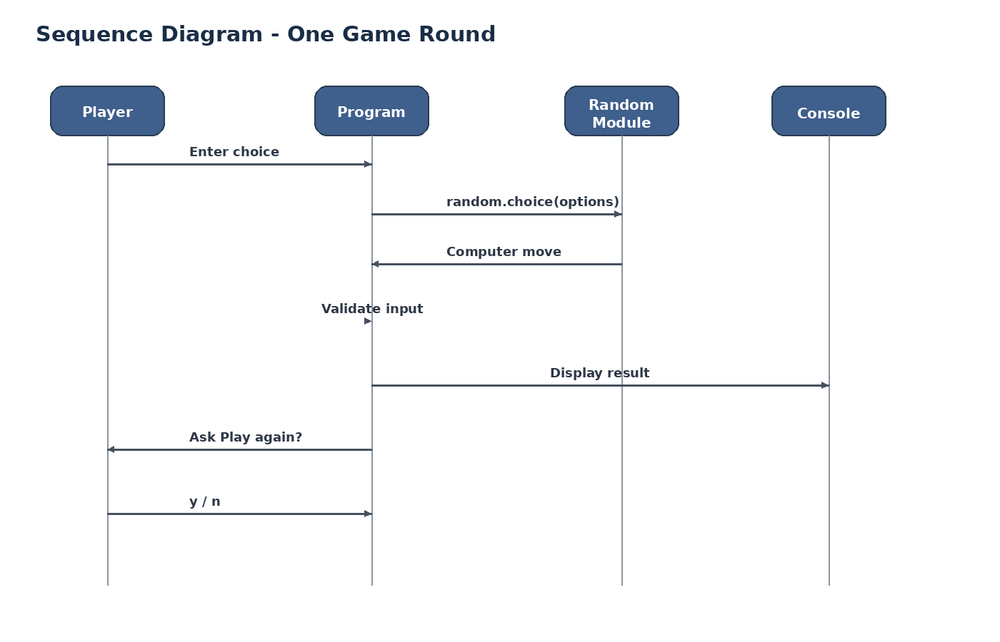 Sequence Diagram - One Game Round
Player
Program
Random
Module
Console
Enter choice
random.choice(options)
Computer move
Validate input
Display result
Ask Play again?
y / n